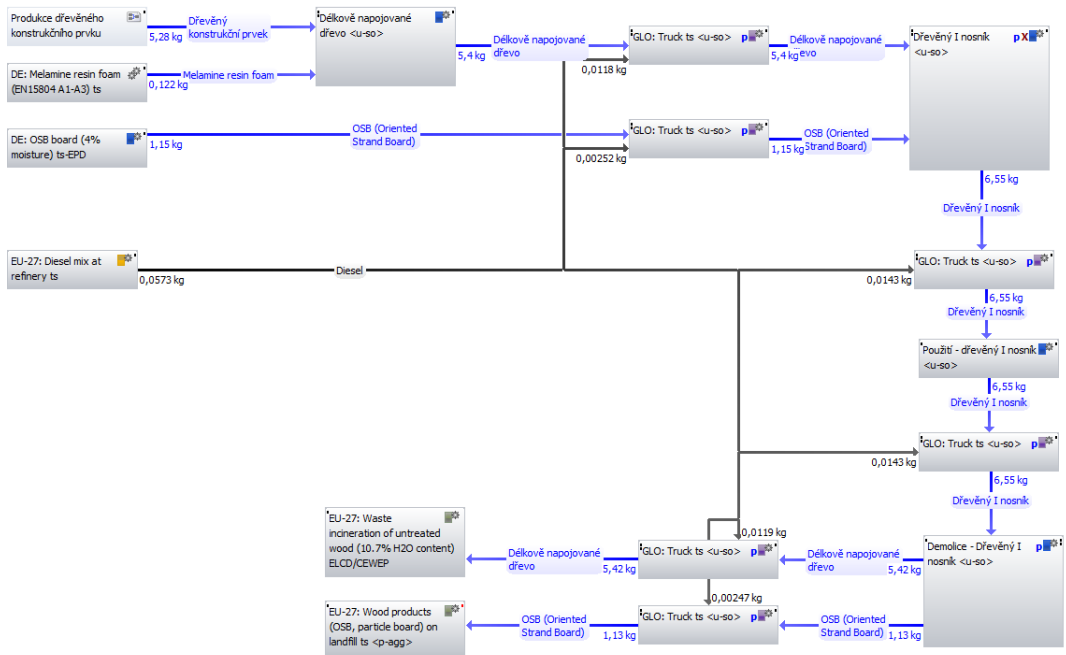 Produkce dřevěného
konstrukčního prvku
5,28 kg
Dřevěný
konstrukční prvek
Délkově napojované
dřevo <u-so>
5,4 kg
Délkově napojované
dřevo
GLO: Truck ts <u-so>
p
5,4 kg
Délkově napojované
Dřevěný I nosník
<u-so>
p X
DE: Melamine resin foam
(EN15804 A1-A3) ts
0,122 kg
Melamine resin foam
0,0118 kg
DE: OSB board (4%
moisture) ts-EPD
1,15 kg
OSB (Oriented
Strand Board)
GLO: Truck ts <u-so>
p
1,15 kg
OSB (Oriented
Strand Board)
0,00252 kg
6,55 kg
Dřevěný I nosník
EU-27: Diesel mix at
refinery ts
0,0573 kg
Diesel
GLO: Truck ts <u-so>
p
0,0143 kg
6,55 kg
Dřevěný I nosník
Použití - dřevěný I nosník
<u-so>
6,55 kg
Dřevěný I nosník
GLO: Truck ts <u-so>
p
0,0143 kg
6,55 kg
Dřevěný I nosník
EU-27: Waste
incineration of untreated
wood (10.7% H2O content)
ELCD/CEWEP
Délkově napojované
dřevo
5,42 kg
0,0119 kg
GLO: Truck ts <u-so>
p
Délkově napojované
dřevo
5,42 kg
Demolice - Dřevěný I
nosník <u-so>
p
EU-27: Wood products
(OSB, particle board) on
landfill ts <p-agg>
OSB (Oriented
Strand Board)
1,13 kg
0,00247 kg
GLO: Truck ts <u-so>
p
OSB (Oriented
Strand Board)
1,13 kg